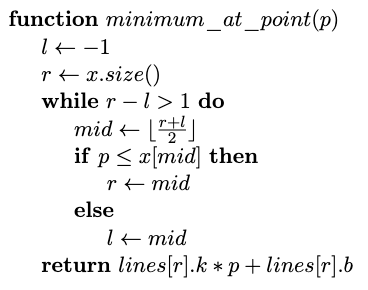 function minimum_at_point(p)
l ← −1
r ← x.size()
while r − l > 1 do
mid ← ⌊(r+l)/2⌋
if p ≤ x[mid] then
r ← mid
else
l ← mid
return lines[r].k * p + lines[r].b